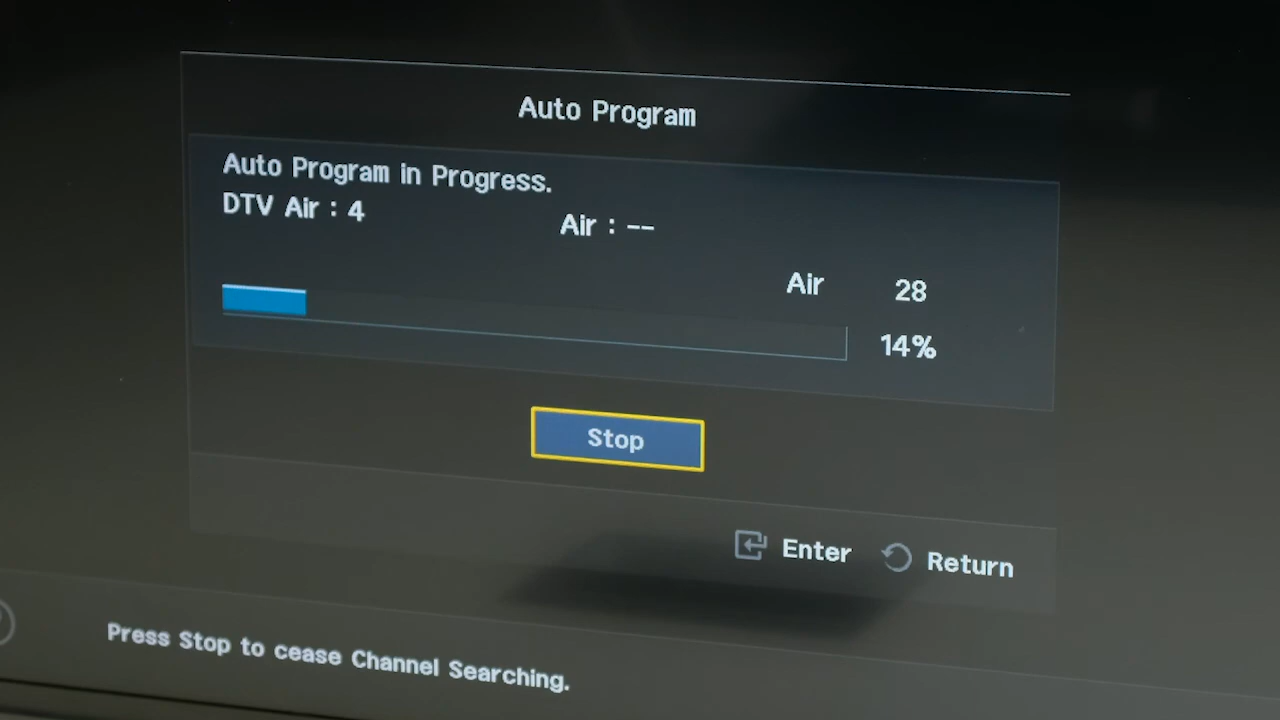 Auto Program
Auto Program in Progress.
DTV Air : 4
Air : --
Air 28
14%
Stop
Enter Return
Press Stop to cease Channel Searching.